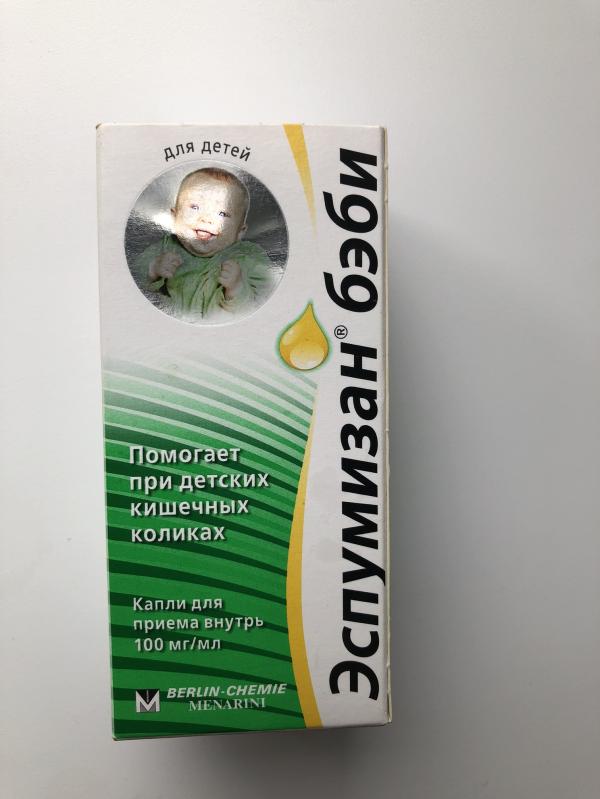 для детей
Эспумизан® бэби
Помогает
при детских
кишечных
коликах
Капли для
приема внутрь
100 мг/мл
BERLIN-CHEMIE
MENARINI